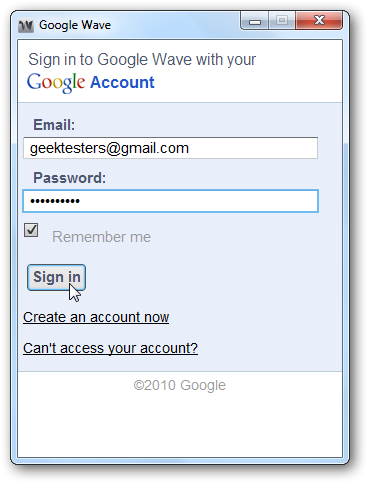 Google Wave
Sign in to Google Wave with your
Google Account
Email:
geektesters@gmail.com
Password:
••••••••••
Remember me
Sign in
Create an account now
Can't access your account?
©2010 Google